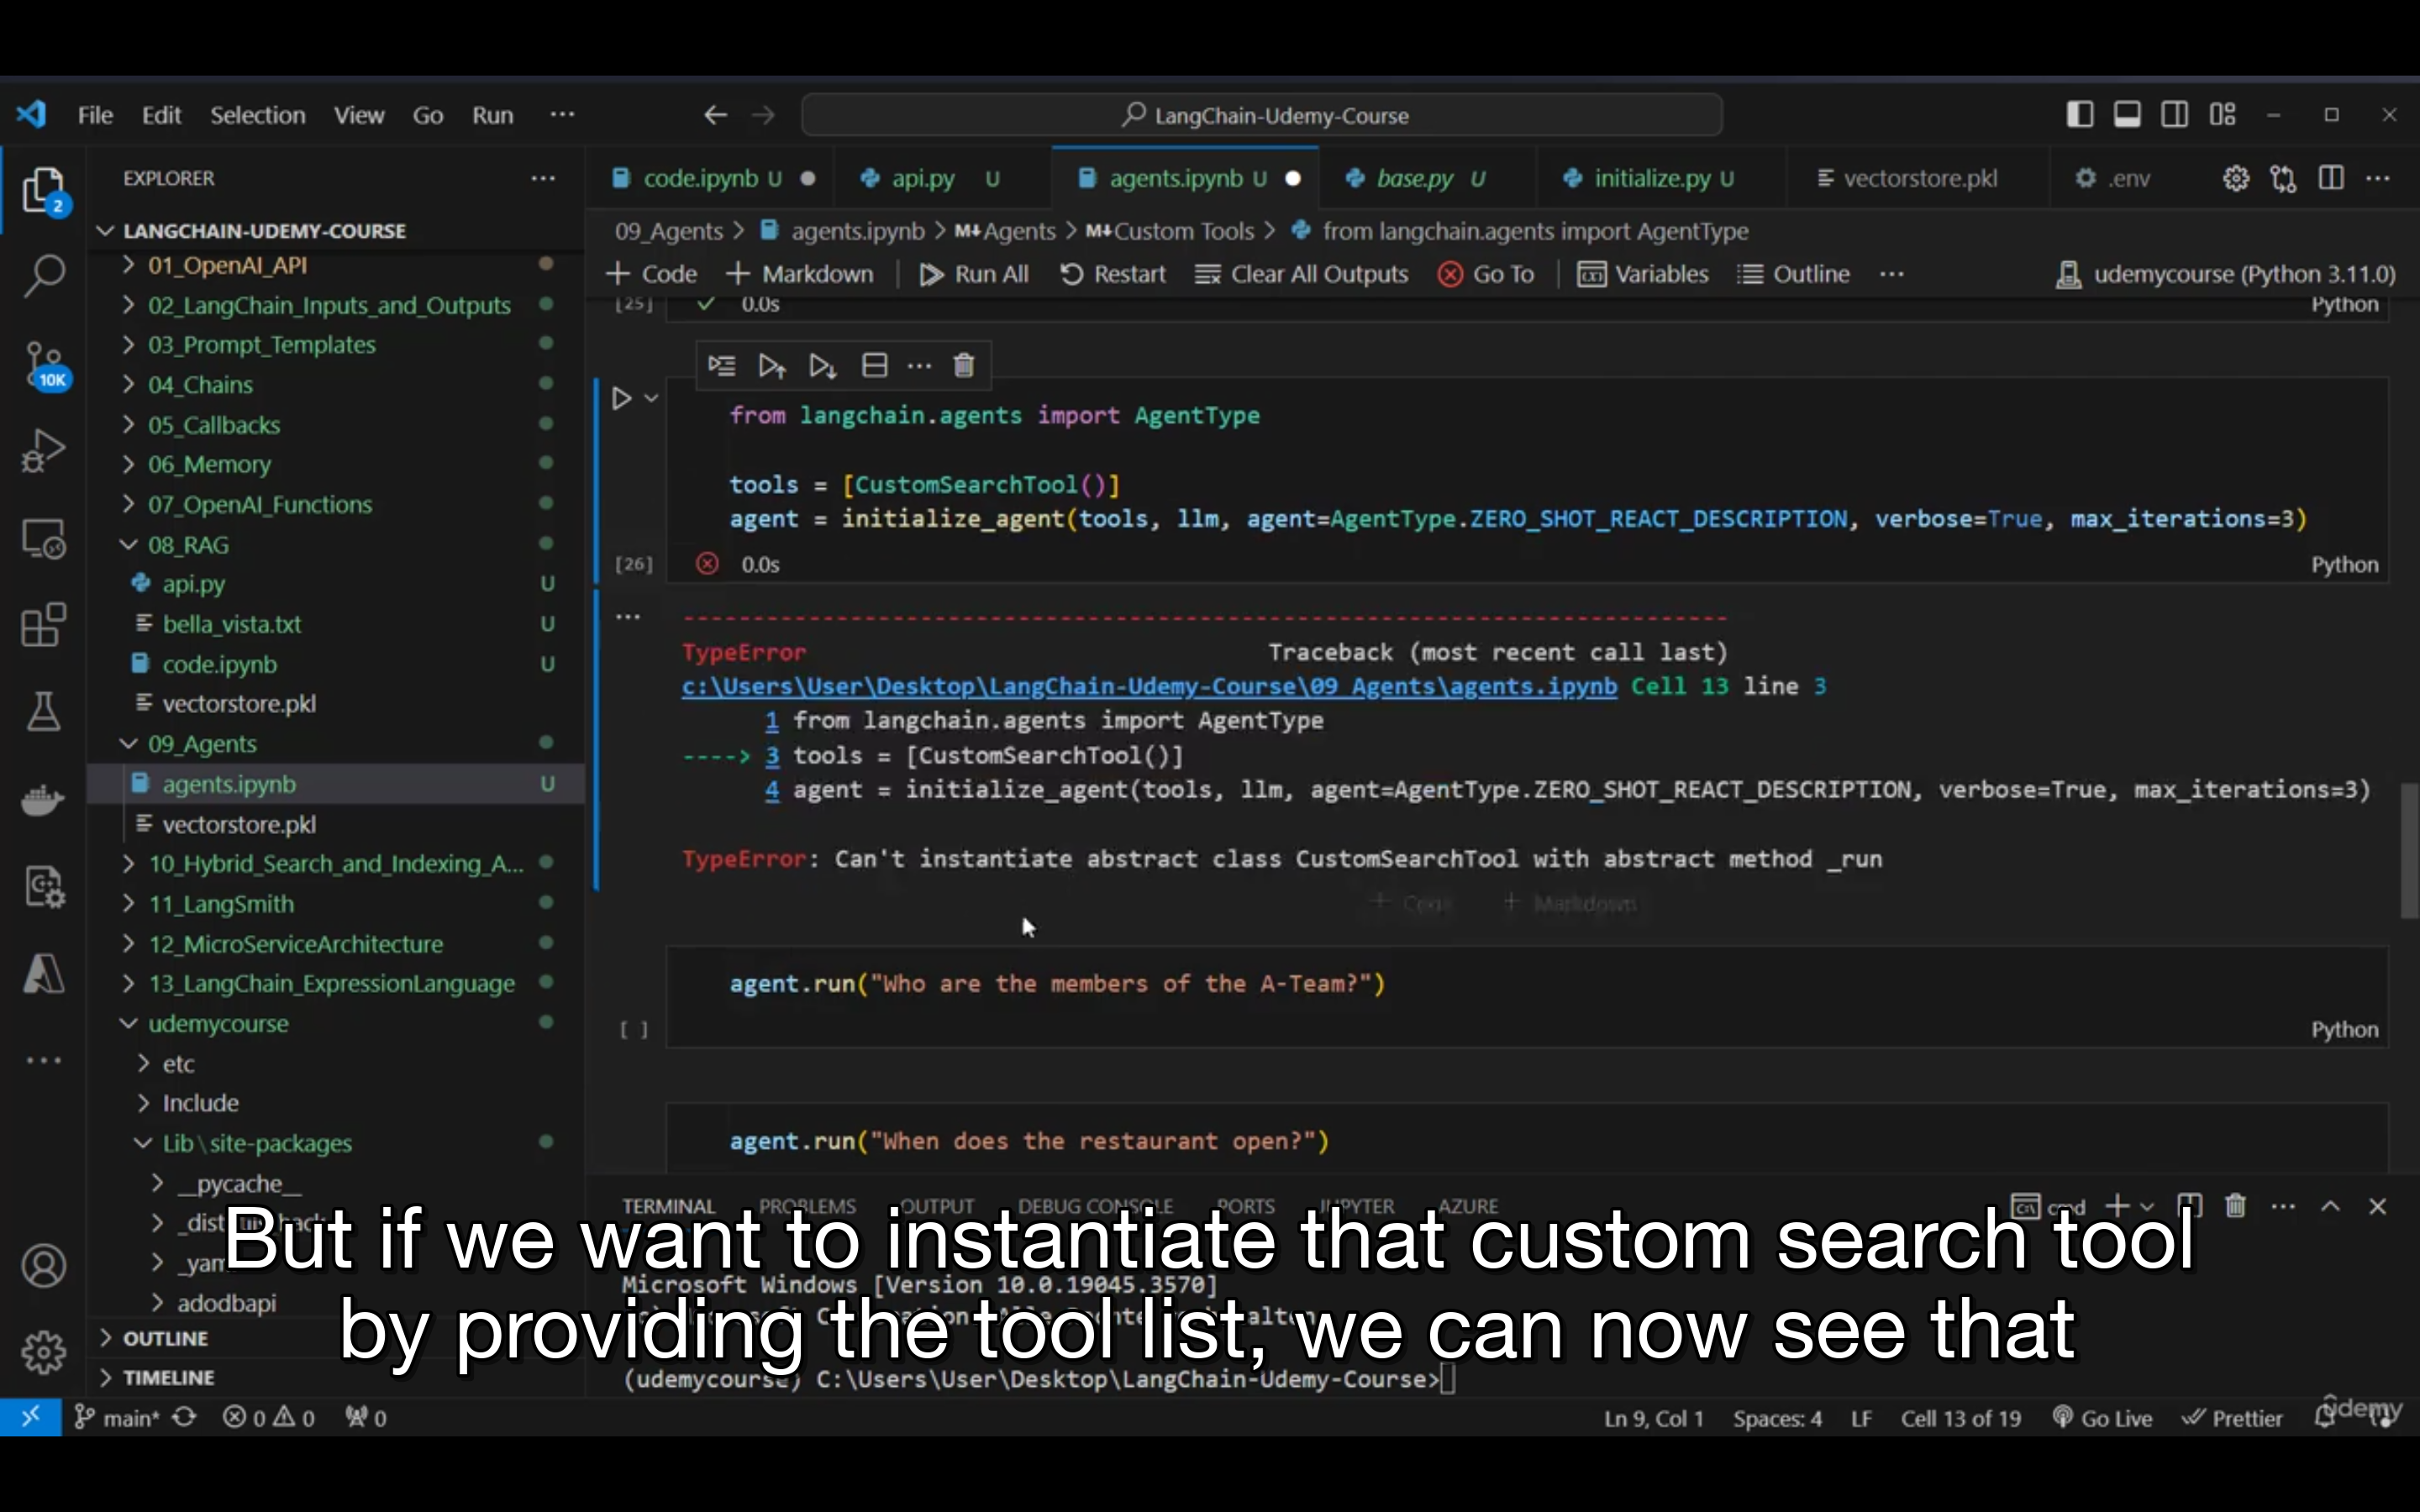 File Edit Selection View Go Run ... LangChain-Udemy-Course
EXPLORER ...
LANGCHAIN-UDEMY-COURSE
01_OpenAI_API
02_LangChain_Inputs_and_Outputs
03_Prompt_Templates
04_Chains
05_Callbacks
06_Memory
07_OpenAI_Functions
08_RAG
api.py U
bella_vista.txt U
code.ipynb U
vectorstore.pkl
09_Agents
agents.ipynb U
vectorstore.pkl
10_Hybrid_Search_and_Indexing_A...
11_LangSmith
12_MicroServiceArchitecture
13_LangChain_ExpressionLanguage
udemycourse
etc
Include
Lib\site-packages
__pycache__
adodbapi
OUTLINE
TIMELINE
2
10K
code.ipynb U api.py U agents.ipynb U base.py U initialize.py U vectorstore.pkl .env
09_Agents > agents.ipynb > M↓Agents > M↓Custom Tools > from langchain.agents import AgentType
+ Code + Markdown | Run All Restart Clear All Outputs Go To | Variables Outline ... udemycourse (Python 3.11.0)
[25] 0.0s Python
from langchain.agents import AgentType
tools = [CustomSearchTool()]
agent = initialize_agent(tools, llm, agent=AgentType.ZERO_SHOT_REACT_DESCRIPTION, verbose=True, max_iterations=3)
[26] 0.0s Python
---------------------------------------------------------------------------
TypeError Traceback (most recent call last)
c:\Users\User\Desktop\LangChain-Udemy-Course\09_Agents\agents.ipynb Cell 13 line 3
1 from langchain.agents import AgentType
----> 3 tools = [CustomSearchTool()]
4 agent = initialize_agent(tools, llm, agent=AgentType.ZERO_SHOT_REACT_DESCRIPTION, verbose=True, max_iterations=3)
TypeError: Can't instantiate abstract class CustomSearchTool with abstract method _run
+ Code + Markdown
agent.run("Who are the members of the A-Team?")
[ ] Python
agent.run("When does the restaurant open?")
TERMINAL PROBLEMS OUTPUT DEBUG CONSOLE PORTS JUPYTER AZURE cmd
But if we want to instantiate that custom search tool
Microsoft Windows [Version 10.0.19045.3570]
by providing the tool list, we can now see that
(udemycourse) C:\Users\User\Desktop\LangChain-Udemy-Course>
main* 0 0 0 Ln 9, Col 1 Spaces: 4 LF Cell 13 of 19 Go Live Prettier
udemy